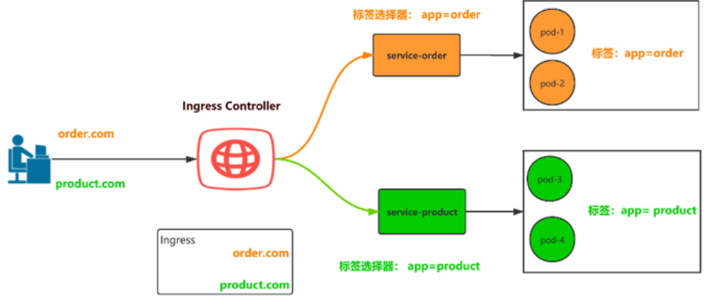 标签选择器： app=order
pod-1
service-order
标签：app=order
pod-2
Ingress Controller
order.com
product.com
pod-3
service-product
标签：app= product
pod-4
Ingress
order.com
标签选择器： app=product
product.com